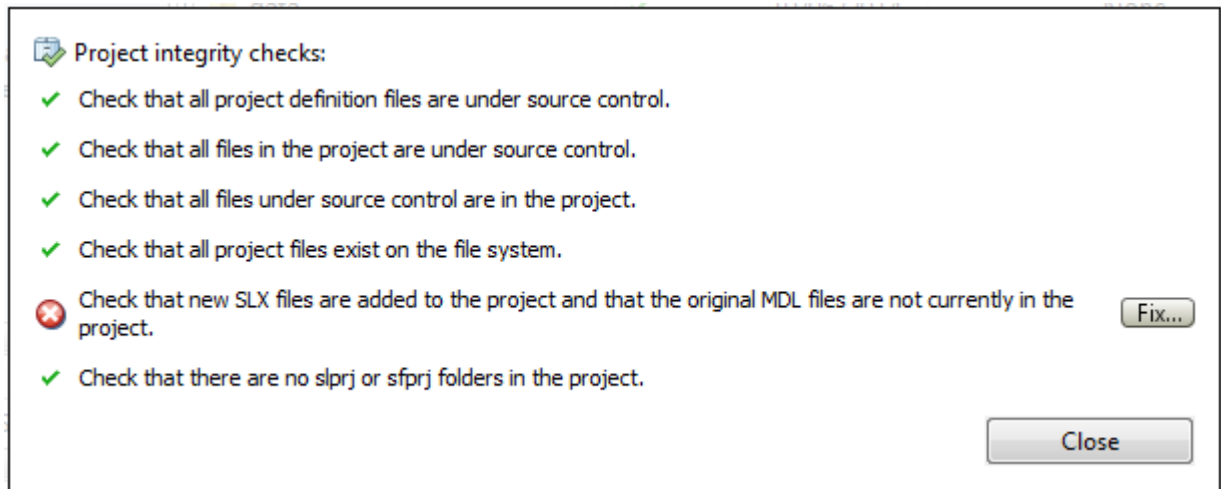 Project integrity checks:
Check that all project definition files are under source control.
Check that all files in the project are under source control.
Check that all files under source control are in the project.
Check that all project files exist on the file system.
Check that new SLX files are added to the project and that the original MDL files are not currently in the
project.
Fix...
Check that there are no slprj or sfprj folders in the project.
Close